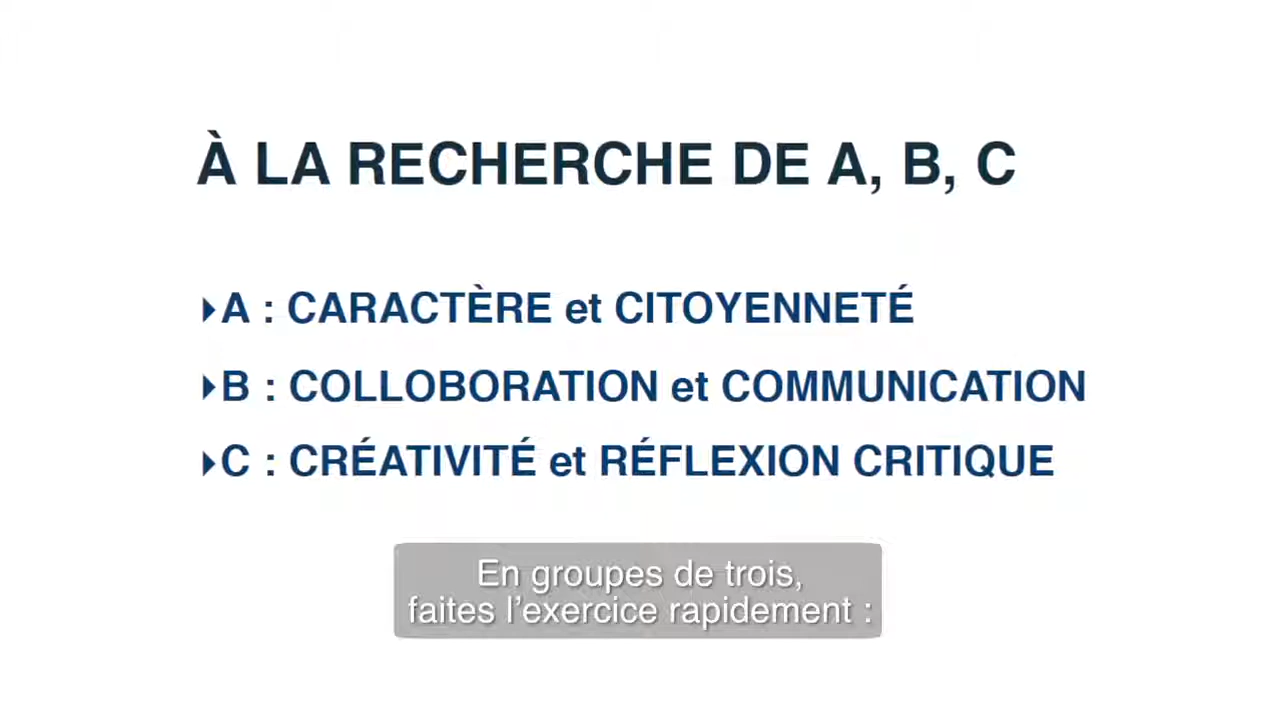 À LA RECHERCHE DE A, B, C
▸A : CARACTÈRE et CITOYENNETÉ
▸B : COLLOBORATION et COMMUNICATION
▸C : CRÉATIVITÉ et RÉFLEXION CRITIQUE
En groupes de trois,
faites l’exercice rapidement :